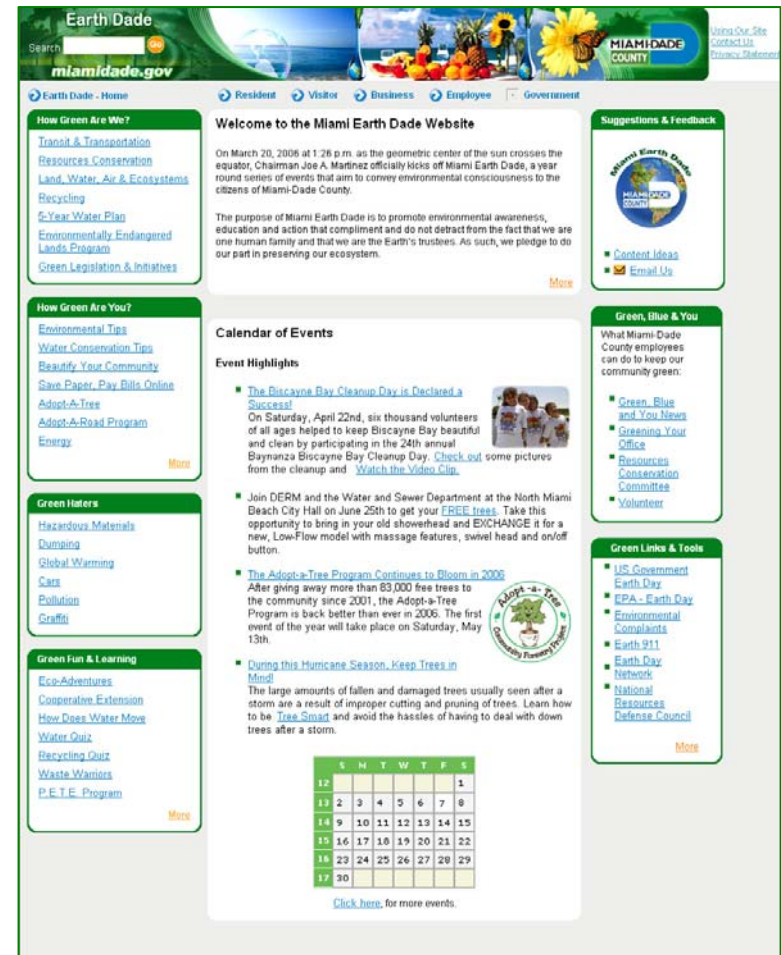 Earth Dade
Search
Go
miamidade.gov
MIAMI-DADE
COUNTY
Using Our Site
Contact Us
Privacy Statement
Earth Dade - Home
Resident
Visitor
Business
Employee
Government
How Green Are We?
Transit & Transportation
Resources Conservation
Land, Water, Air & Ecosystems
Recycling
5-Year Water Plan
Environmentally Endangered
Lands Program
Green Legislation & Initiatives
How Green Are You?
Environmental Tips
Water Conservation Tips
Beautify Your Community
Save Paper, Pay Bills Online
Adopt-A-Tree
Adopt-A-Road Program
Energy
More
Green Haters
Hazardous Materials
Dumping
Global Warming
Cars
Pollution
Graffiti
Green Fun & Learning
Eco-Adventures
Cooperative Extension
How Does Water Move
Water Quiz
Recycling Quiz
Waste Warriors
P.E.T.E. Program
More
Welcome to the Miami Earth Dade Website
On March 20, 2006 at 1:26 p.m. as the geometric center of the sun crosses the
equator, Chairman Joe A. Martinez officially kicks off Miami Earth Dade, a year
round series of events that aim to convey environmental consciousness to the
citizens of Miami-Dade County.
The purpose of Miami Earth Dade is to promote environmental awareness,
education and action that compliment and do not detract from the fact that we are
one human family and that we are the Earth's trustees. As such, we pledge to do
our part in preserving our ecosystem.
More
Calendar of Events
Event Highlights
The Biscayne Bay Cleanup Day is Declared a
Success!
On Saturday, April 22nd, six thousand volunteers
of all ages helped to keep Biscayne Bay beautiful
and clean by participating in the 24th annual
Baynanza Biscayne Bay Cleanup Day. Check out some pictures
from the cleanup and Watch the Video Clip.
Join DERM and the Water and Sewer Department at the North Miami
Beach City Hall on June 25th to get your FREE trees. Take this
opportunity to bring in your old showerhead and EXCHANGE it for a
new, Low-Flow model with massage features, swivel head and on/off
button.
The Adopt-a-Tree Program Continues to Bloom in 2006
After giving away more than 83,000 free trees to
the community since 2001, the Adopt-a-Tree
Program is back better than ever in 2006. The first
event of the year will take place on Saturday, May
13th.
Adopt -a- Tree
Community Forestry Project
During this Hurricane Season, Keep Trees in
Mind!
The large amounts of fallen and damaged trees usually seen after a
storm are a result of improper cutting and pruning of trees. Learn how
to be Tree Smart and avoid the hassles of having to deal with down
trees after a storm.
S M T W T F S
12 1
13 2 3 4 5 6 7 8
14 9 10 11 12 13 14 15
15 16 17 18 19 20 21 22
16 23 24 25 26 27 28 29
17 30
Click here, for more events.
Suggestions & Feedback
Miami Earth Dade
MIAMI-DADE
COUNTY
Content Ideas
Email Us
Green, Blue & You
What Miami-Dade
County employees
can do to keep our
community green:
Green, Blue
and You News
Greening Your
Office
Resources
Conservation
Committee
Volunteer
Green Links & Tools
US Government
Earth Day
EPA - Earth Day
Environmental
Complaints
Earth 911
Earth Day
Network
National
Resources
Defense Council
More